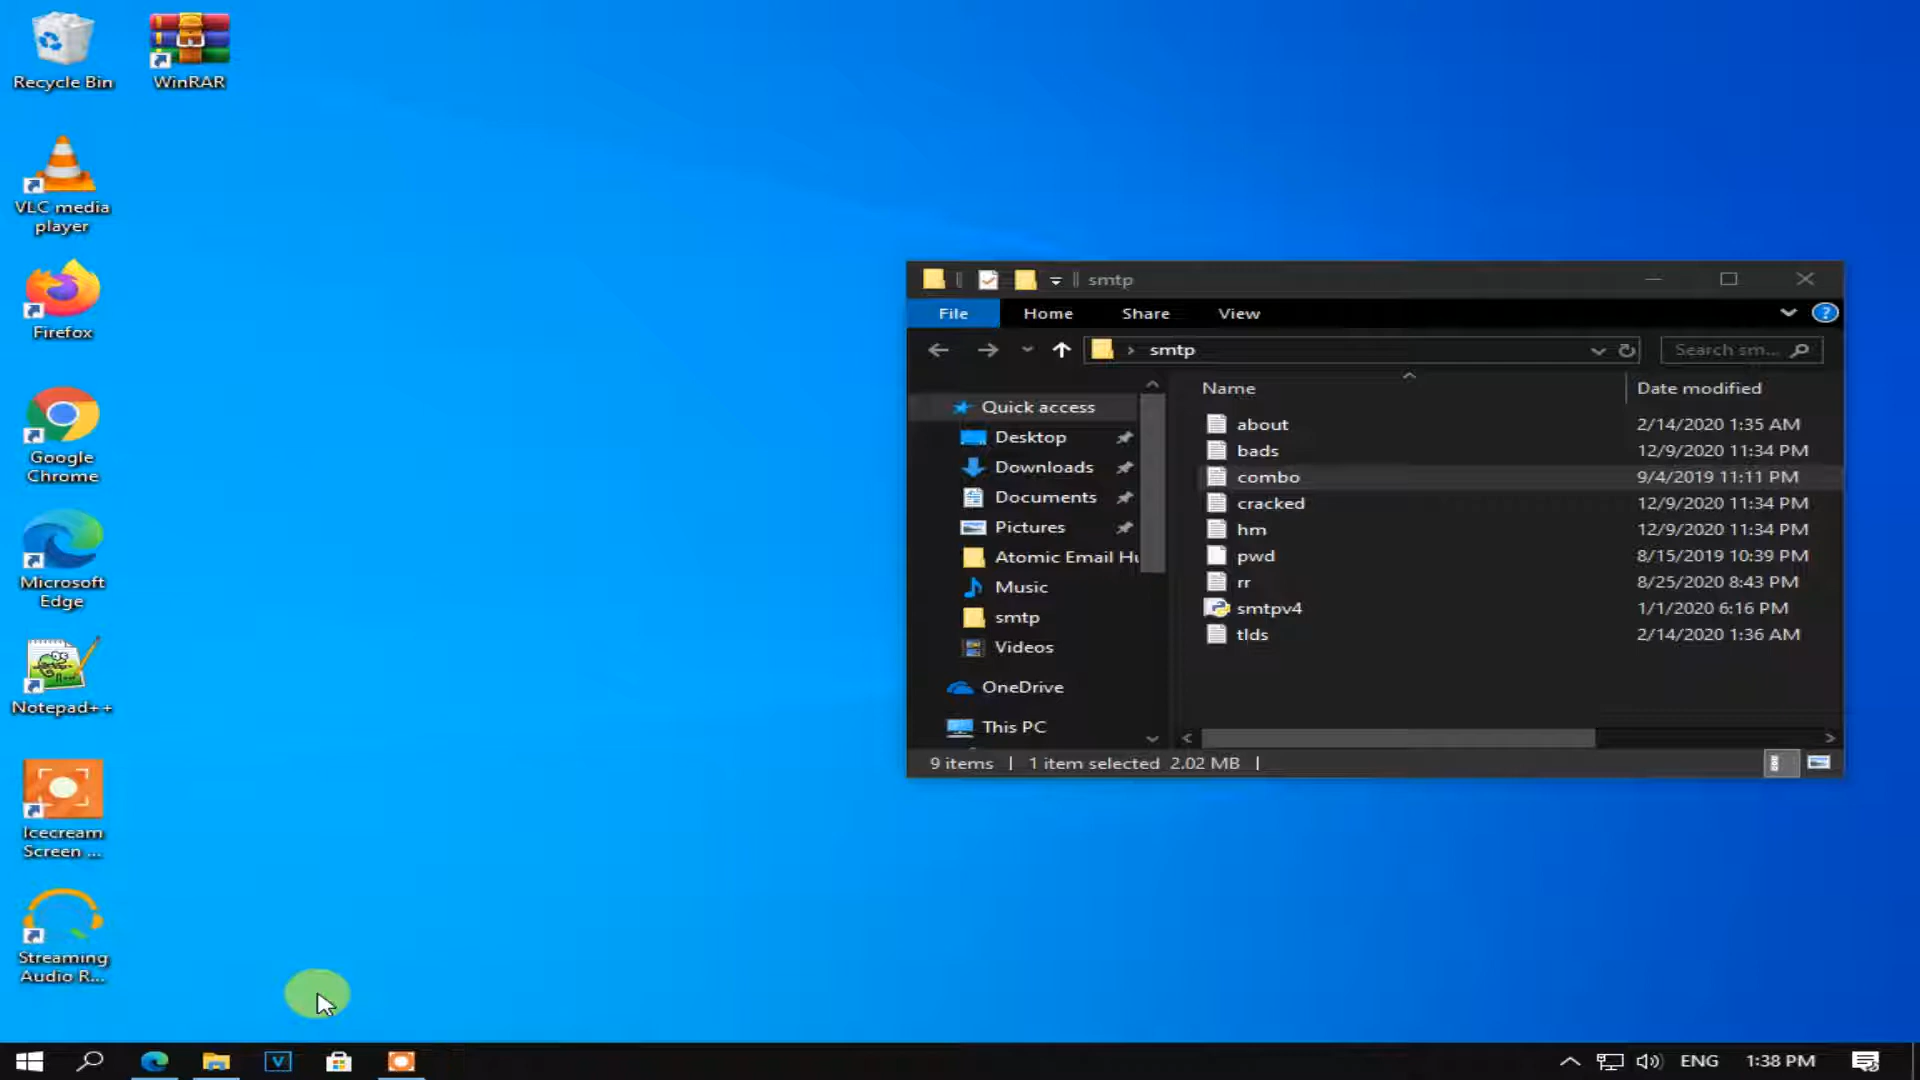 Recycle Bin
WinRAR
VLC media
player
Firefox
Google
Chrome
Microsoft
Edge
Notepad++
Icecream
Screen ...
Streaming
Audio R...
smtp
File
Home
Share
View
smtp
Search sm...
Name
Date modified
Quick access
Desktop
Downloads
Documents
Pictures
Atomic Email Hu
Music
smtp
Videos
OneDrive
This PC
about 2/14/2020 1:35 AM
bads 12/9/2020 11:34 PM
combo 9/4/2019 11:11 PM
cracked 12/9/2020 11:34 PM
hm 12/9/2020 11:34 PM
pwd 8/15/2019 10:39 PM
rr 8/25/2020 8:43 PM
smtpv4 1/1/2020 6:16 PM
tlds 2/14/2020 1:36 AM
9 items | 1 item selected 2.02 MB |
ENG
1:38 PM